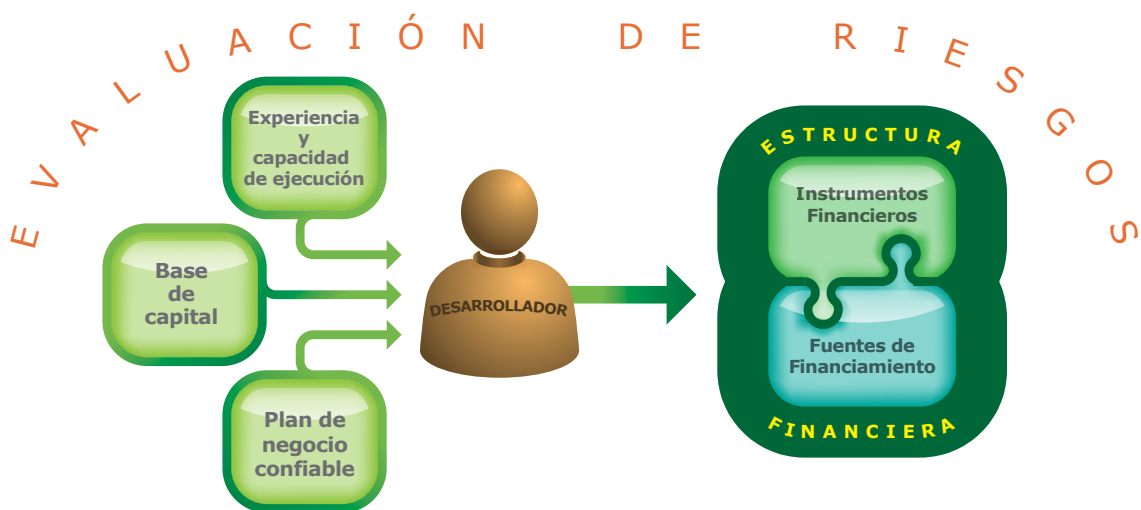 EVALUACIÓN DE RIESGOS
Experiencia
y
capacidad
de ejecución
Base
de
capital
Plan de
negocio
confiable
DESARROLLADOR
ESTRUCTURA
Instrumentos
Financieros
Fuentes de
Financiamiento
FINANCIERA